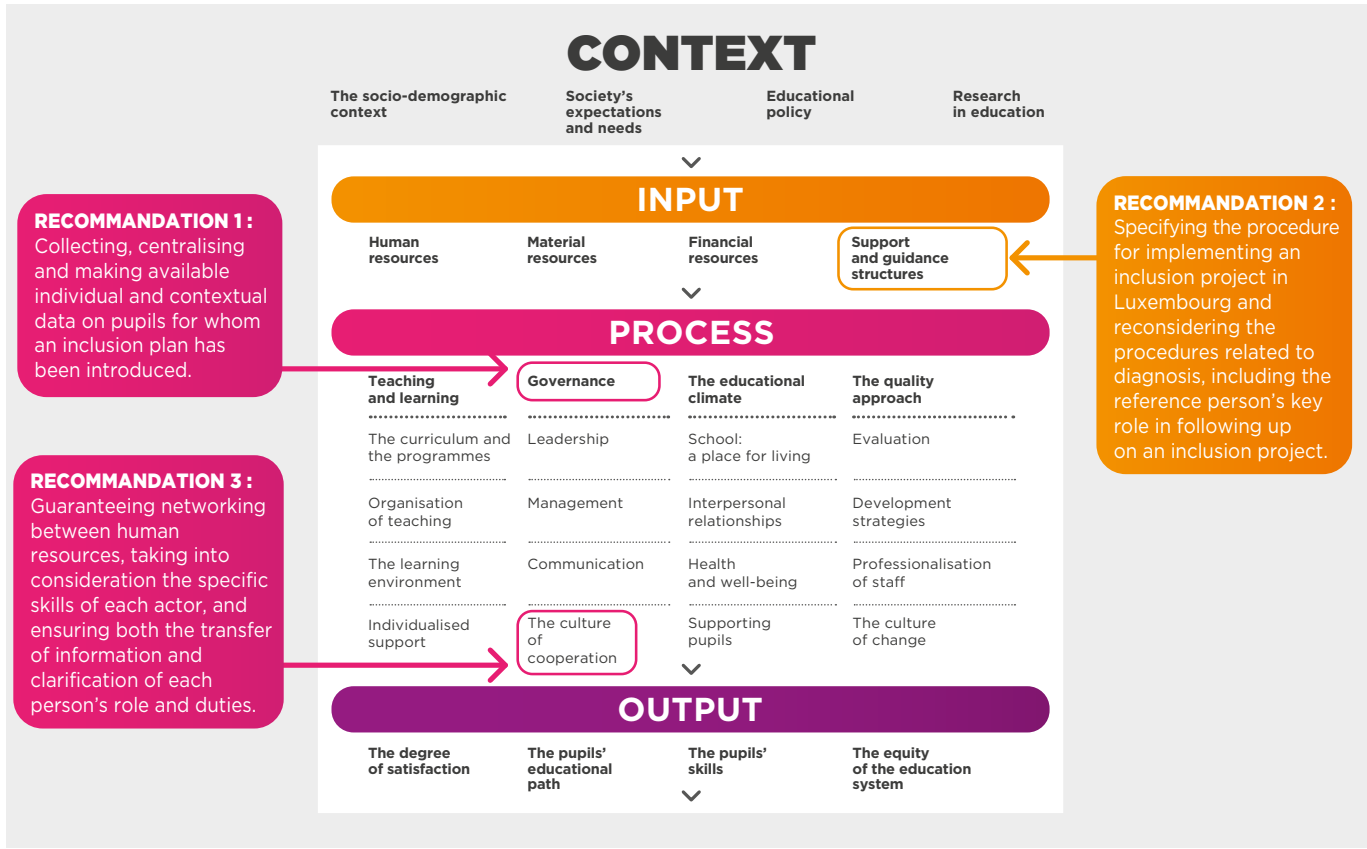 CONTEXT
The socio-demographic
context
Society's
expectations
and needs
Educational
policy
Research
in education
INPUT
Human
resources
Material
resources
Financial
resources
Support
and guidance
structures
RECOMMANDATION 1 :
Collecting, centralising
and making available
individual and contextual
data on pupils for whom
an inclusion plan has
been introduced.
RECOMMANDATION 2 :
Specifying the procedure
for implementing an
inclusion project in
Luxembourg and
reconsidering the
procedures related to
diagnosis, including the
reference person's key
role in following up
on an inclusion project.
PROCESS
Teaching
and learning
The curriculum and
the programmes
Organisation
of teaching
The learning
environment
Individualised
support
Governance
Leadership
Management
Communication
The culture
of
cooperation
The educational
climate
School:
a place for living
Interpersonal
relationships
Health
and well-being
Supporting
pupils
The quality
approach
Evaluation
Development
strategies
Professionalisation
of staff
The culture
of change
RECOMMANDATION 3 :
Guaranteeing networking
between human
resources, taking into
consideration the specific
skills of each actor, and
ensuring both the transfer
of information and
clarification of each
person's role and duties.
OUTPUT
The degree
of satisfaction
The pupils'
educational
path
The pupils'
skills
The equity
of the education
system